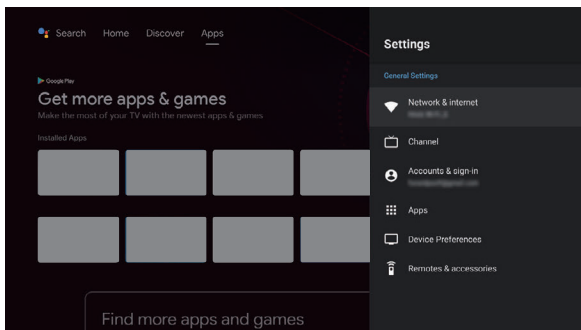 Search Home Discover Apps
Google Play
Get more apps & games
Make the most of your TV with the newest apps & games
Installed Apps
Find more apps and games
Settings
General Settings
Network & internet
Channel
Accounts & sign-in
Apps
Device Preferences
Remotes & accessories